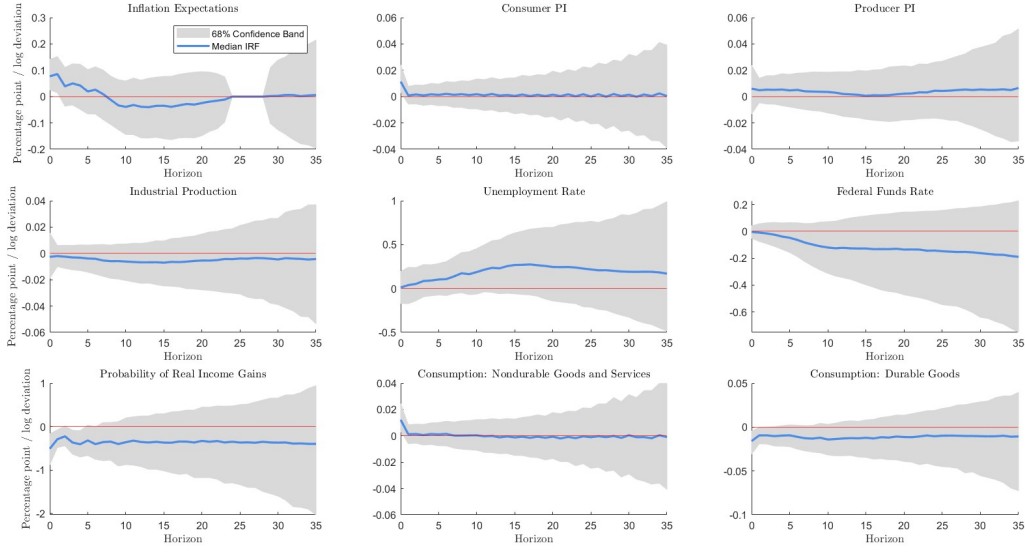 Inflation Expectations
Percentage point / log deviation
0.3
0.2
0.1
0
-0.1
-0.2
0 5 10 15 20 25 30 35
Horizon
68% Confidence Band
Median IRF
Consumer PI
0.06
0.04
0.02
0
-0.02
-0.04
0 5 10 15 20 25 30 35
Horizon
Producer PI
0.06
0.04
0.02
0
-0.02
-0.04
0 5 10 15 20 25 30 35
Horizon
Industrial Production
Percentage point / log deviation
0.04
0.02
0
-0.02
-0.04
-0.06
0 5 10 15 20 25 30 35
Horizon
Unemployment Rate
1
0.5
0
-0.5
0 5 10 15 20 25 30 35
Horizon
Federal Funds Rate
0.2
0
-0.2
-0.4
-0.6
0 5 10 15 20 25 30 35
Horizon
Probability of Real Income Gains
Percentage point / log deviation
1
0
-1
-2
0 5 10 15 20 25 30 35
Horizon
Consumption: Nondurable Goods and Services
0.04
0.02
0
-0.02
-0.04
-0.06
0 5 10 15 20 25 30 35
Horizon
Consumption: Durable Goods
0.05
0
-0.05
-0.1
0 5 10 15 20 25 30 35
Horizon